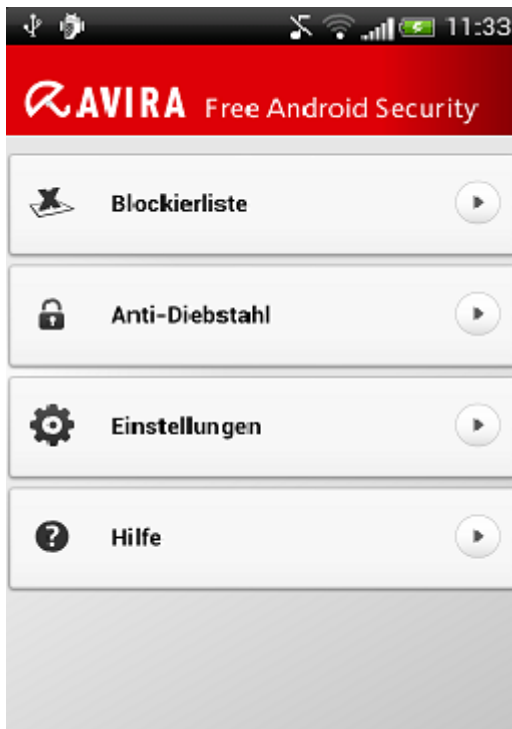 11:33
AVIRA Free Android Security
Blockierliste
Anti-Diebstahl
Einstellungen
Hilfe